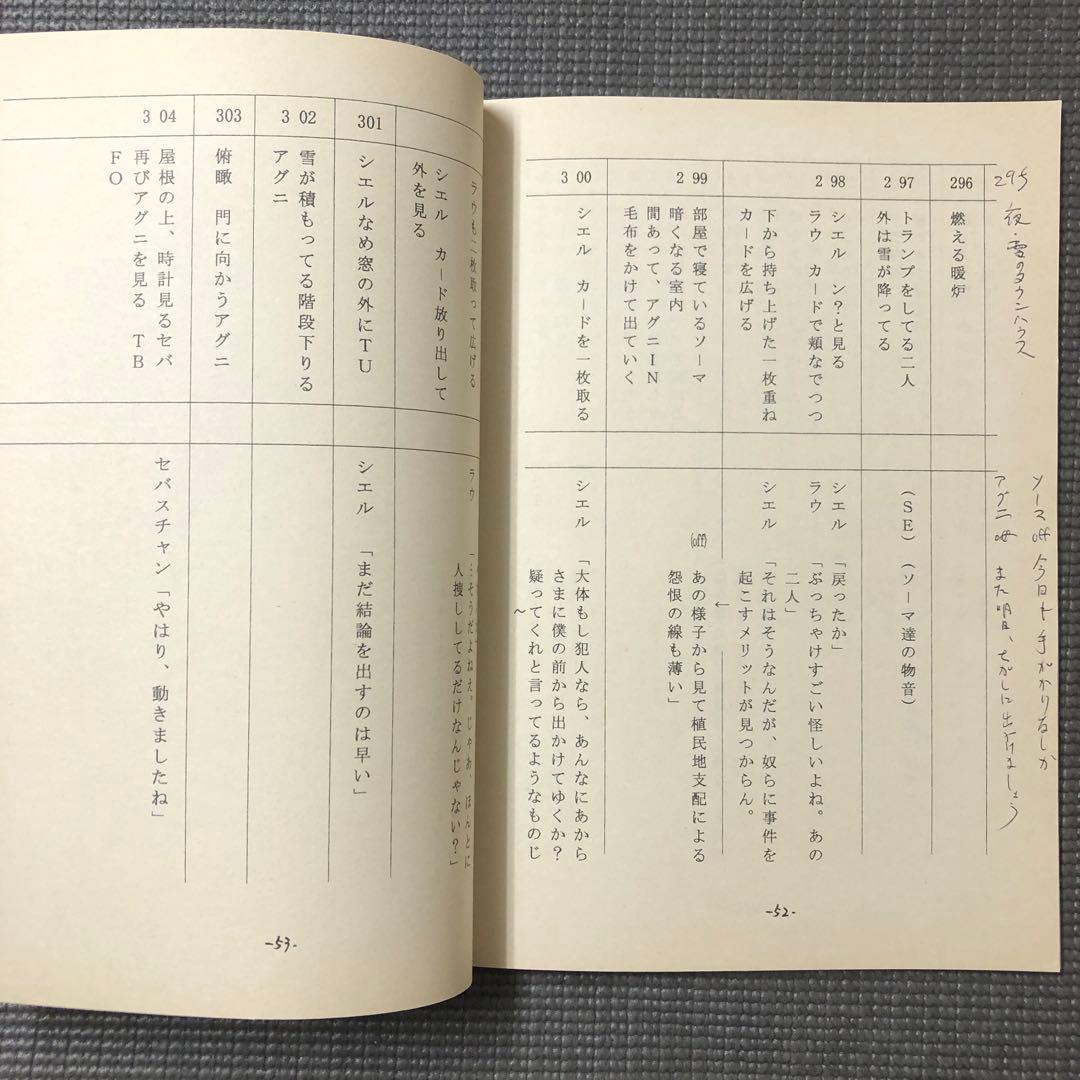 295
夜・雪のタウンハウス
ソーマ off 今日ト手がかりなしか
アグニ off また明日、さがしに出かけましょう
296
燃える暖炉
297
トランプをしてる二人
外は雪が降ってる
(SE)(ソーマ達の物音)
298
シエル ン?と見る
ラウ カードで頬なでつつ
下から持ち上げた一枚重ね
カードを広げる
シエル「戻ったか」
ラウ「ぶっちゃけすごい怪しいよね。あの
二人」
シエル「それはそうなんだが、奴らに事件を
起こすメリットが見つからん。
299
部屋で寝ているソーマ
暗くなる室内
間あって、アグニIN
毛布をかけて出ていく
←
(off) あの様子から見て植民地支配による
怨恨の線も薄い」
300
シエル カードを一枚取る
シエル「大体もし犯人なら、あんなにあから
さまに僕の前から出かけてゆくか?
疑ってくれと言ってるようなものじ
~
-52-
ラウも二枚取って広げる
シエル カード放り出して
外を見る
ラウ「そうだよねえ。じゃあ、ほんとに
人捜ししてるだけなんじゃない?」
301
シエルなめ窓の外にTU
シエル「まだ結論を出すのは早い」
302
雪が積もってる階段下りる
アグニ
303
俯瞰 門に向かうアグニ
304
屋根の上、時計見るセバ
再びアグニを見る TB
FO
セバスチャン「やはり、動きましたね」
-53-